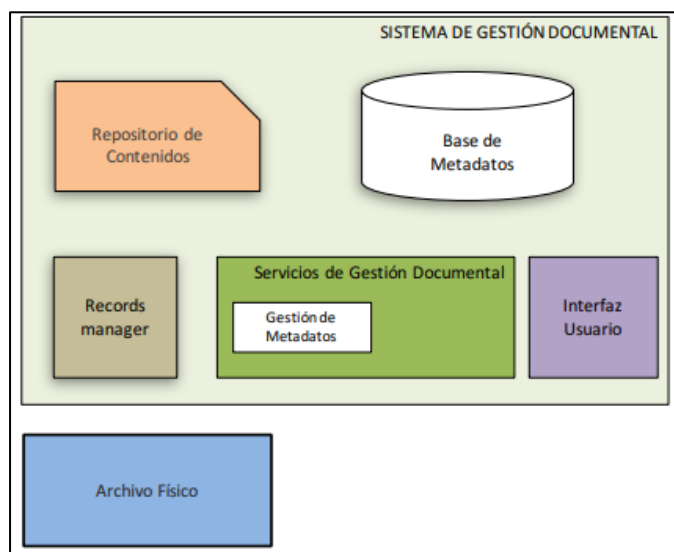 SISTEMA DE GESTIÓN DOCUMENTAL
Repositorio de
Contenidos
Base de
Metadatos
Records
manager
Servicios de Gestión Documental
Gestión de
Metadatos
Interfaz
Usuario
Archivo Físico